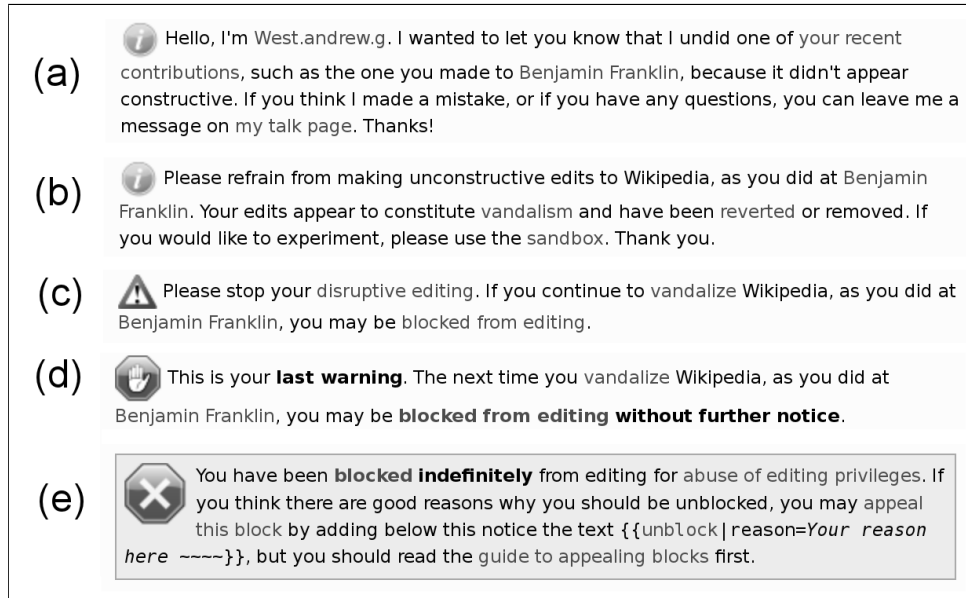 (a)
Hello, I'm West.andrew.g. I wanted to let you know that I undid one of your recent
contributions, such as the one you made to Benjamin Franklin, because it didn't appear
constructive. If you think I made a mistake, or if you have any questions, you can leave me a
message on my talk page. Thanks!
(b)
Please refrain from making unconstructive edits to Wikipedia, as you did at Benjamin
Franklin. Your edits appear to constitute vandalism and have been reverted or removed. If
you would like to experiment, please use the sandbox. Thank you.
(c)
Please stop your disruptive editing. If you continue to vandalize Wikipedia, as you did at
Benjamin Franklin, you may be blocked from editing.
(d)
This is your last warning. The next time you vandalize Wikipedia, as you did at
Benjamin Franklin, you may be blocked from editing without further notice.
(e)
You have been blocked indefinitely from editing for abuse of editing privileges. If
you think there are good reasons why you should be unblocked, you may appeal
this block by adding below this notice the text {{unblock|reason=Your reason
here ~~~~}}, but you should read the guide to appealing blocks first.